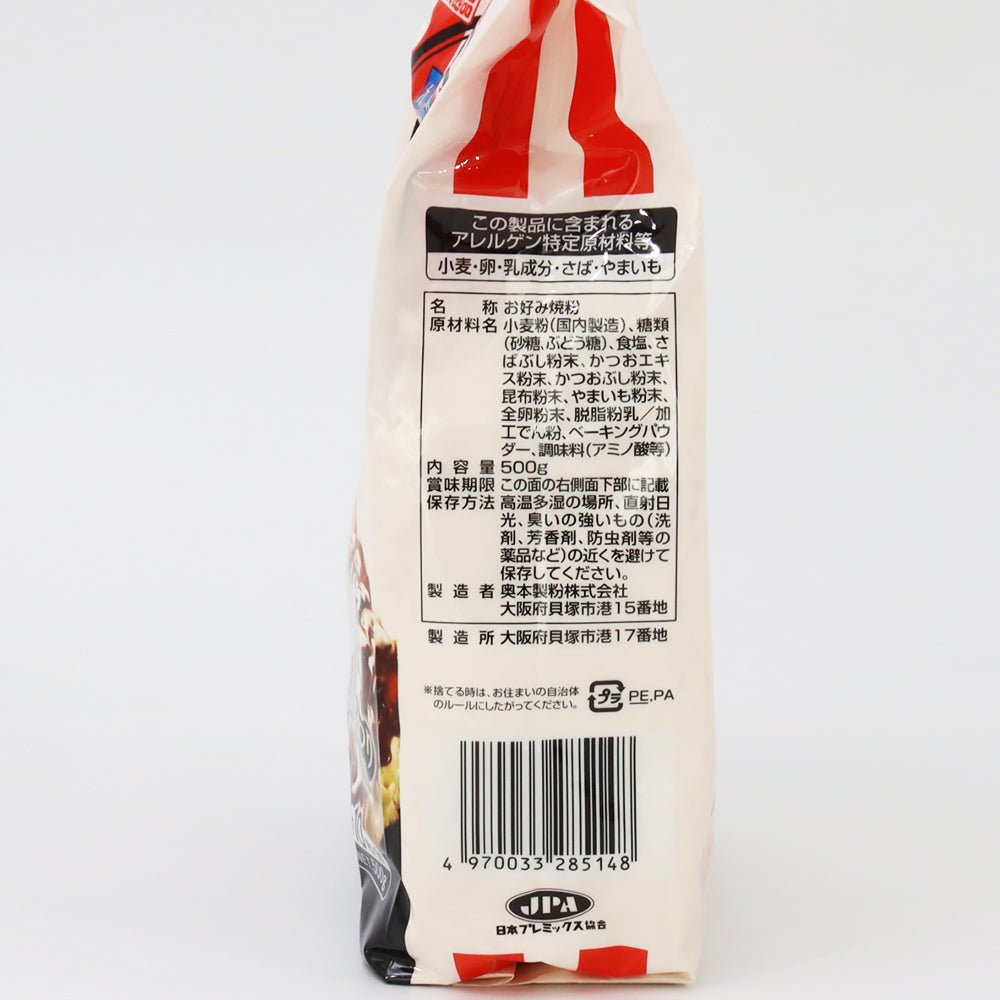 この製品に含まれる
アレルゲン特定原材料等
小麦・卵・乳成分・さば・やまいも
名称 お好み焼粉
原材料名 小麦粉(国内製造)、糖類
(砂糖、ぶどう糖)、食塩、さ
ばぶし粉末、かつおエキ
ス粉末、かつおぶし粉末、
昆布粉末、やまいも粉末、
全卵粉末、脱脂粉乳／加
工でん粉、ベーキングパウ
ダー、調味料(アミノ酸等)
内容量 500g
賞味期限 この面の右側面下部に記載
保存方法 高温多湿の場所、直射日
光、臭いの強いもの(洗
剤、芳香剤、防虫剤等の
薬品など)の近くを避けて
保存してください。
製造者 奥本製粉株式会社
大阪府貝塚市港15番地
製造所 大阪府貝塚市港17番地
※捨てる時は、お住まいの自治体
のルールにしたがってください。
プラ PE,PA
4 970033 285148
JPA
日本プレミックス協会